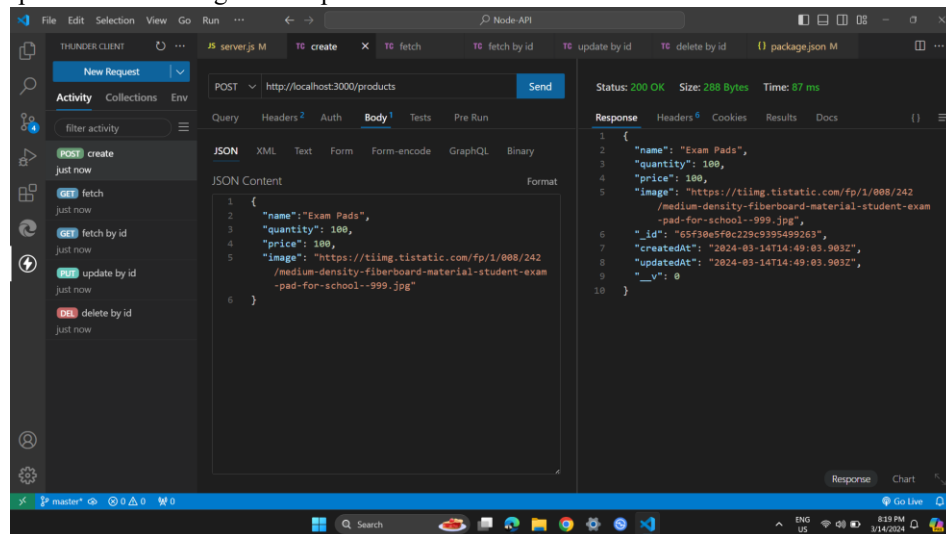 File Edit Selection View Go Run ··· Node-API
THUNDER CLIENT
JS server.js M TC create TC fetch TC fetch by id TC update by id TC delete by id {} package.json M
New Request
Activity Collections Env
filter activity
POST create
just now
GET fetch
just now
GET fetch by id
just now
PUT update by id
just now
DEL delete by id
just now
POST http://localhost:3000/products Send
Query Headers 2 Auth Body 1 Tests Pre Run
JSON XML Text Form Form-encode GraphQL Binary
JSON Content Format
1 {
2 "name":"Exam Pads",
3 "quantity": 100,
4 "price": 100,
5 "image": "https://tiimg.tistatic.com/fp/1/008/242
/medium-density-fiberboard-material-student-exam
-pad-for-school--999.jpg"
6 }
Status: 200 OK Size: 288 Bytes Time: 87 ms
Response Headers 6 Cookies Results Docs {}
1 {
2 "name": "Exam Pads",
3 "quantity": 100,
4 "price": 100,
5 "image": "https://tiimg.tistatic.com/fp/1/008/242
/medium-density-fiberboard-material-student-exam
-pad-for-school--999.jpg",
6 "_id": "65f30e5f0c229c9395499263",
7 "createdAt": "2024-03-14T14:49:03.903Z",
8 "updatedAt": "2024-03-14T14:49:03.903Z",
9 "__v": 0
10 }
Response Chart
master* 0 0 0 Go Live
Search
ENG
US
8:19 PM
3/14/2024